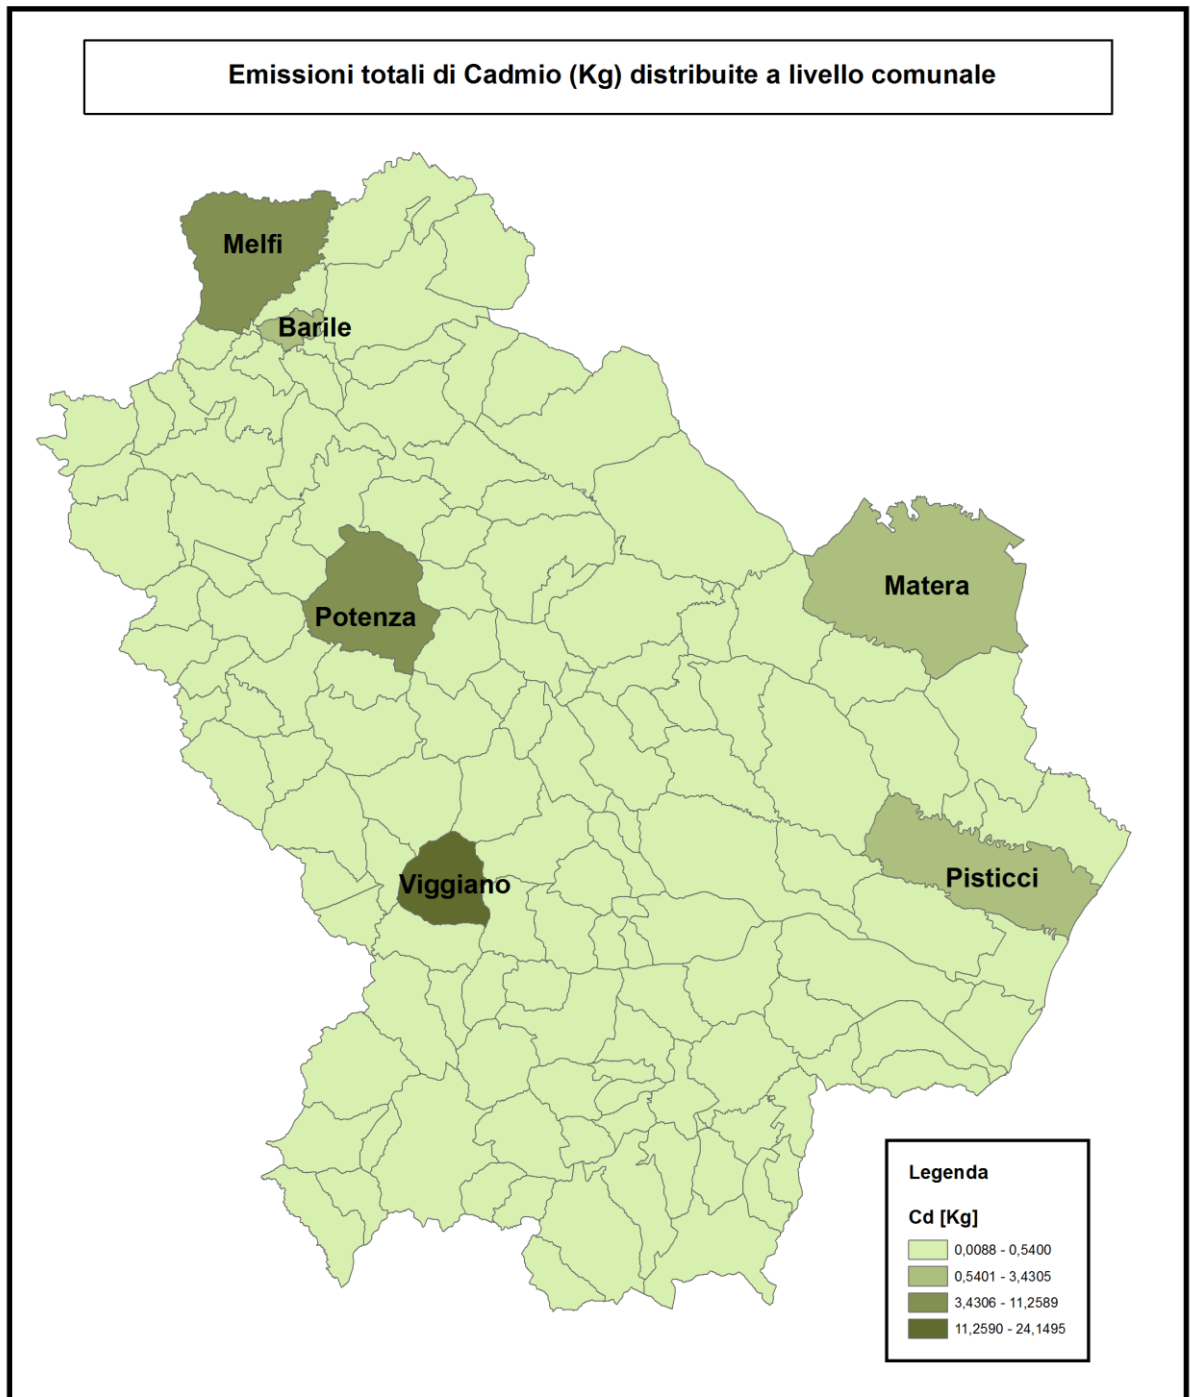 Emissioni totali di Cadmio (Kg) distribuite a livello comunale
Melfi
Barile
Matera
Potenza
Pisticci
Viggiano
Legenda
Cd [Kg]
0,0088 - 0,5400
0,5401 - 3,4305
3,4306 - 11,2589
11,2590 - 24,1495